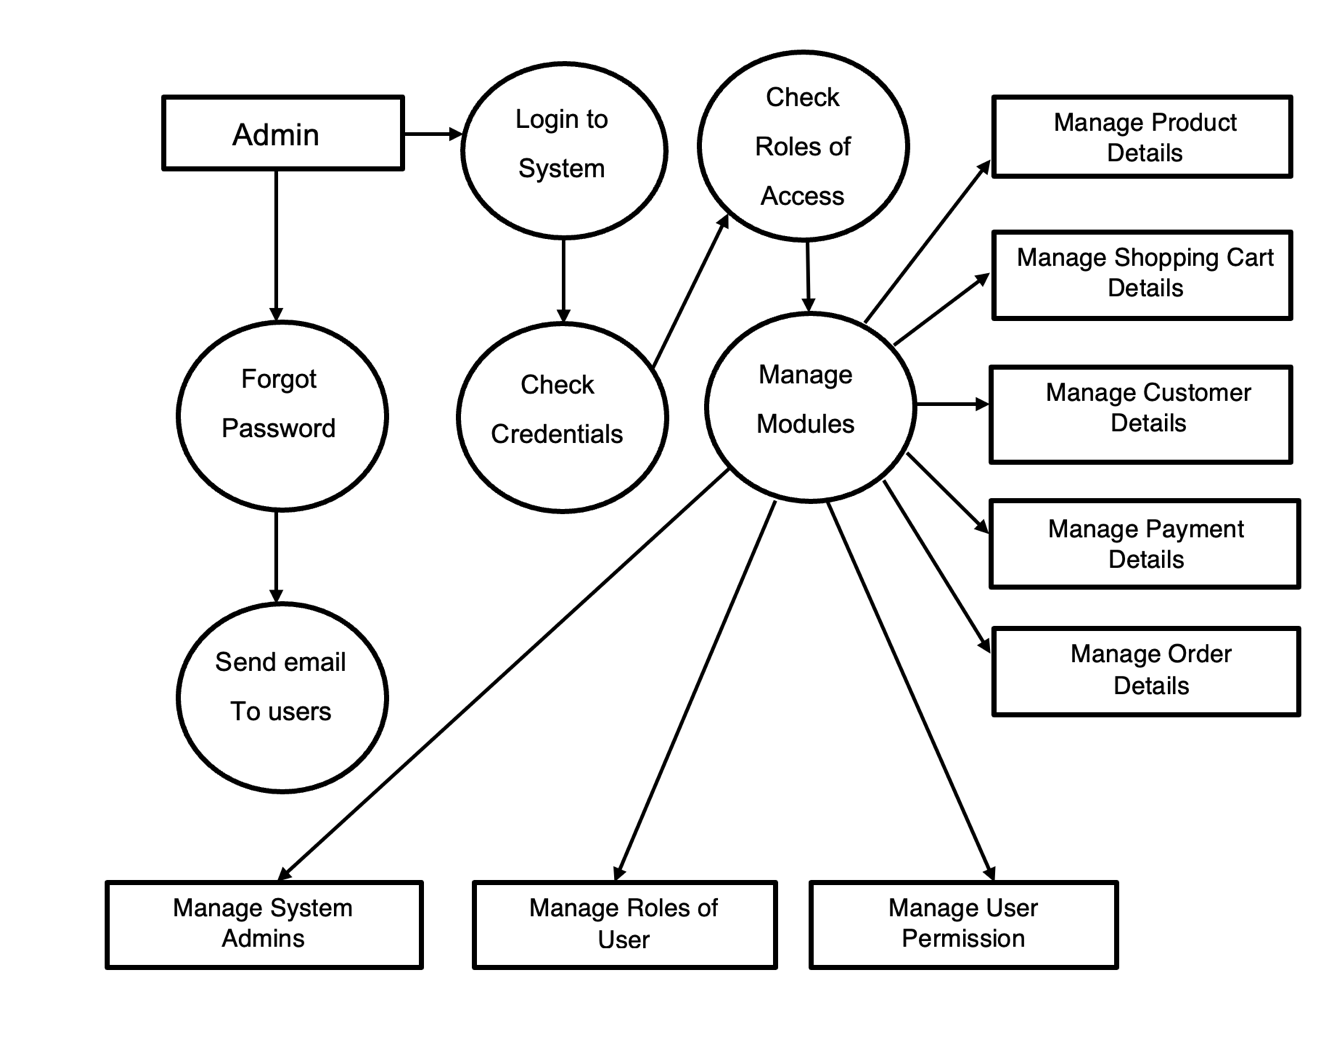 Admin
Login to
System
Check
Roles of
Access
Manage Product
Details
Manage Shopping Cart
Details
Forgot
Password
Check
Credentials
Manage
Modules
Manage Customer
Details
Manage Payment
Details
Send email
To users
Manage Order
Details
Manage System
Admins
Manage Roles of
User
Manage User
Permission